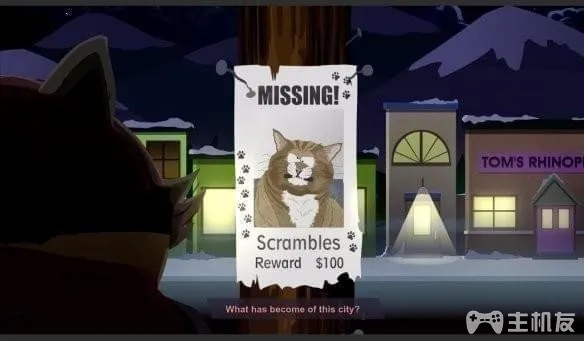 MISSING!
TOM'S RHINOPL
Scrambles
Reward $100
What has become of this city?
主机友